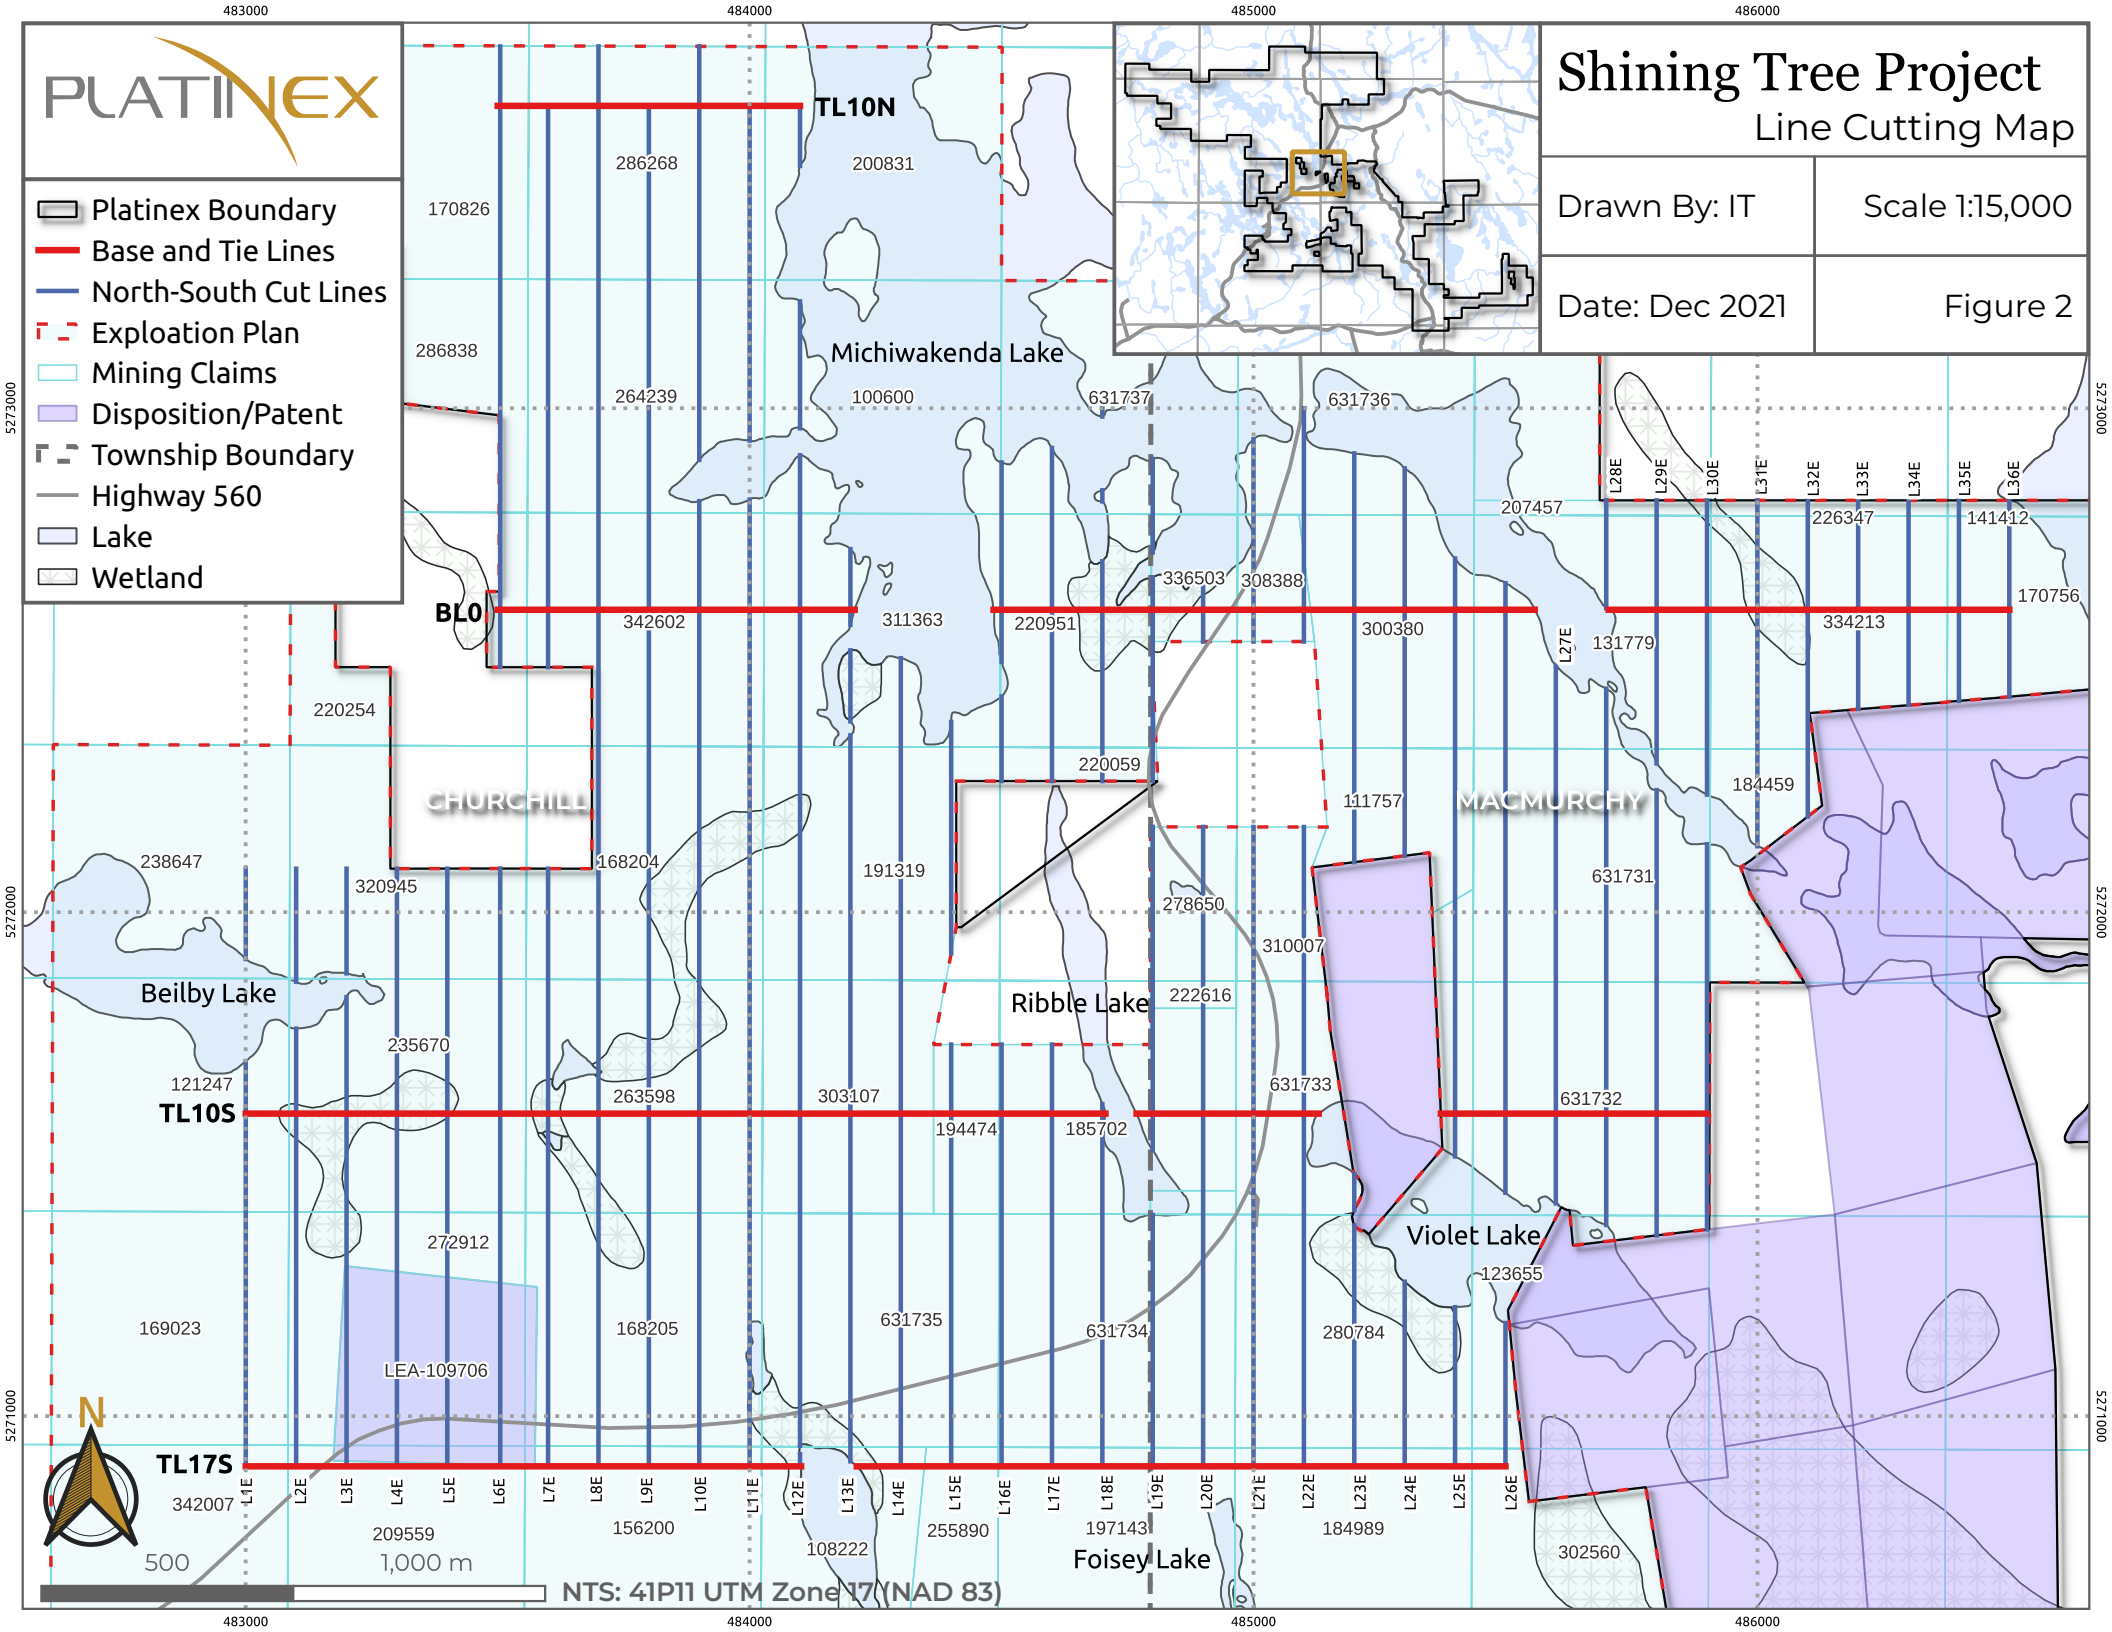 483000
484000
485000
486000
PLATINEX
Shining Tree Project
Line Cutting Map
Drawn By: IT
Scale 1:15,000
Date: Dec 2021
Figure 2
Platinex Boundary
Base and Tie Lines
North-South Cut Lines
Exploation Plan
Mining Claims
Disposition/Patent
Township Boundary
Highway 560
Lake
Wetland
TL10N
286268
200831
170826
286838
Michiwakenda Lake
264239
100600
631737
631736
5273000
5273000
L28E
L29E
L30E
L31E
L32E
L33E
L34E
L35E
L36E
207457
226347
141412
336503
308388
170756
BL0
342602
311363
220951
300380
L27E
131779
334213
220254
220059
184459
CHURCHILL
111757
MACMURCHY
238647
320945
168204
191319
631731
278650
5272000
5272000
310007
Beilby Lake
Ribble Lake
222616
235670
121247
263598
303107
631733
631732
TL10S
194474
185702
272912
Violet Lake
123655
169023
168205
631735
631734
280784
LEA-109706
5271000
5271000
N
TL17S
L1E
L2E
L3E
L4E
L5E
L6E
L7E
L8E
L9E
L10E
L11E
L12E
L13E
L14E
L15E
L16E
L17E
L18E
L19E
L20E
L21E
L22E
L23E
L24E
L25E
L26E
342007
209559
156200
108222
255890
197143
184989
302560
Foisey Lake
500
1,000 m
NTS: 41P11 UTM Zone 17 (NAD 83)
483000
484000
485000
486000